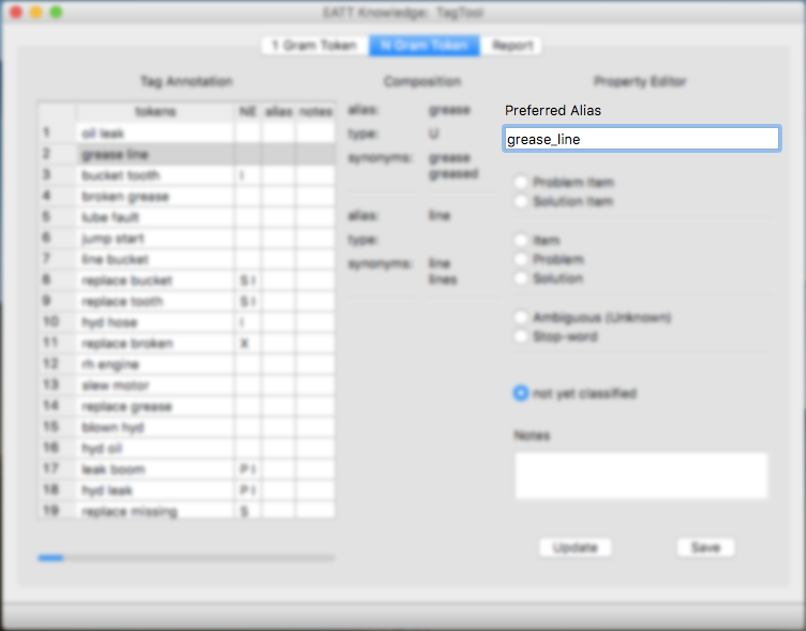 EATT Knowledge: TagTool
1 Gram Token N Gram Token Report
Tag Annotation Composition Property Editor
tokens NE alias notes
1 oil leak
2 grease line
3 bucket tooth I
4 broken grease
5 lube fault
6 jump start
7 line bucket
8 replace bucket S I
9 replace tooth S I
10 hyd hose I
11 replace broken X
12 rh engine
13 slew motor
14 replace grease
15 blown hyd
16 hyd oil
17 leak boom P I
18 hyd leak P I
19 replace missing S
alias: grease
type: U
synonyms: grease
greased
alias: line
type:
synonyms: line
lines
Preferred Alias
grease_line
Problem Item
Solution Item
Item
Problem
Solution
Ambiguous (Unknown)
Stop-word
not yet classified
Notes
Update Save